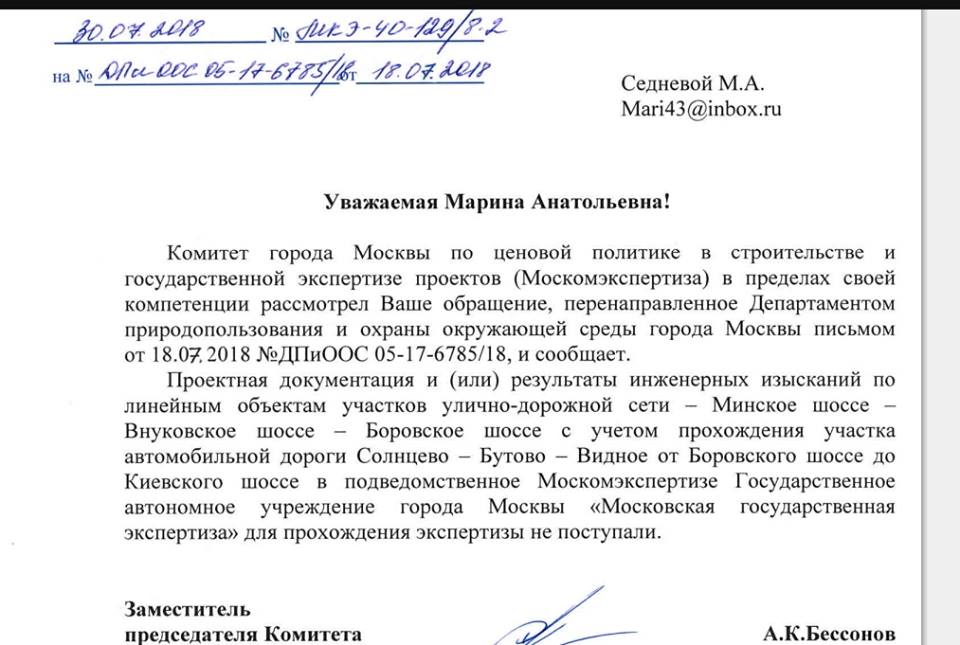 30.07.2018 № МКЭ-40-129/8-2
на № ДПиООС 05-17-6785/18 от 18.07.2018
Седневой М.А.
Mari43@inbox.ru
Уважаемая Марина Анатольевна!
Комитет города Москвы по ценовой политике в строительстве и
государственной экспертизе проектов (Москомэкспертиза) в пределах своей
компетенции рассмотрел Ваше обращение, перенаправленное Департаментом
природопользования и охраны окружающей среды города Москвы письмом
от 18.07.2018 №ДПиООС 05-17-6785/18, и сообщает.
Проектная документация и (или) результаты инженерных изысканий по
линейным объектам участков улично-дорожной сети – Минское шоссе –
Внуковское шоссе – Боровское шоссе с учетом прохождения участка
автомобильной дороги Солнцево – Бутово – Видное от Боровского шоссе до
Киевского шоссе в подведомственное Москомэкспертизе Государственное
автономное учреждение города Москвы «Московская государственная
экспертиза» для прохождения экспертизы не поступали.
Заместитель
председателя Комитета А.К.Бессонов